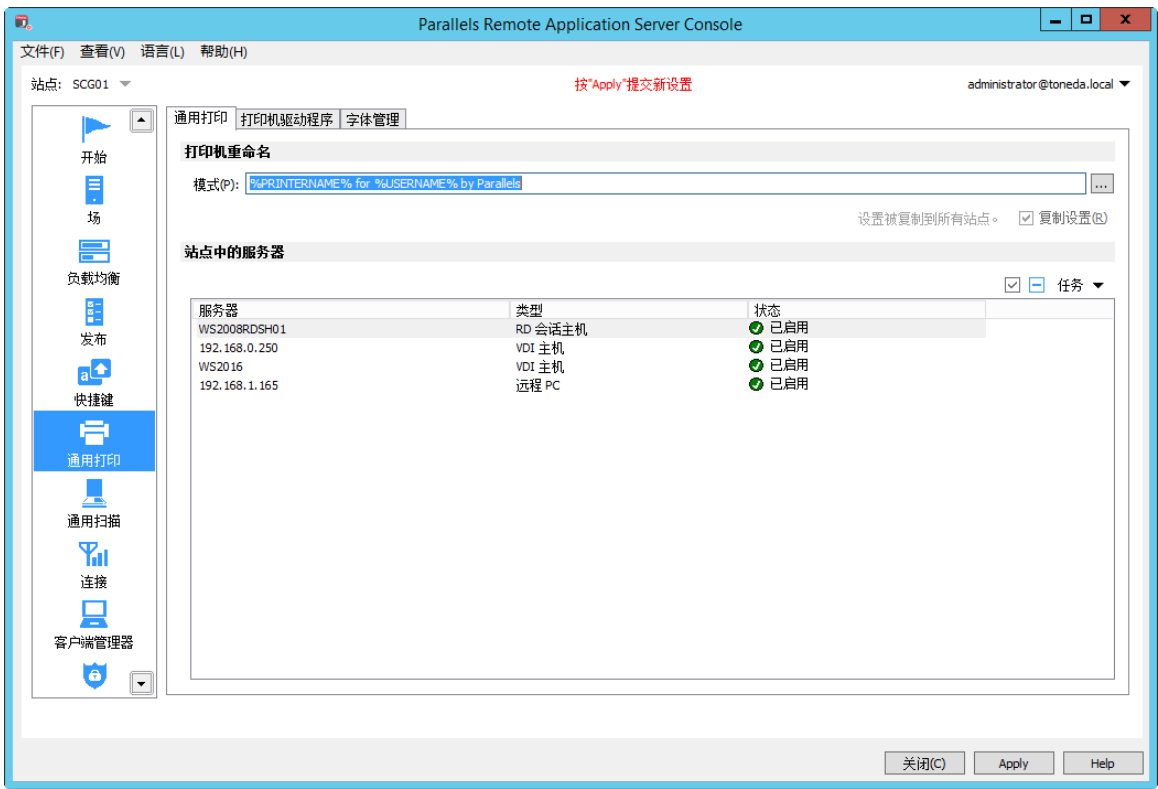 Parallels Remote Application Server Console
文件(F) 查看(V) 语言(L) 帮助(H)
站点: SCG01 按"Apply"提交新设置 administrator@toneda.local
开始
场
负载均衡
发布
快捷键
通用打印
通用扫描
连接
客户端管理器
通用打印 打印机驱动程序 字体管理
打印机重命名
模式(P): %PRINTERNAME% for %USERNAME% by Parallels ...
设置被复制到所有站点。 复制设置(R)
站点中的服务器
任务
服务器 类型 状态
WS2008RDSH01 RD 会话主机 已启用
192.168.0.250 VDI 主机 已启用
WS2016 VDI 主机 已启用
192.168.1.165 远程 PC 已启用
关闭(C) Apply Help